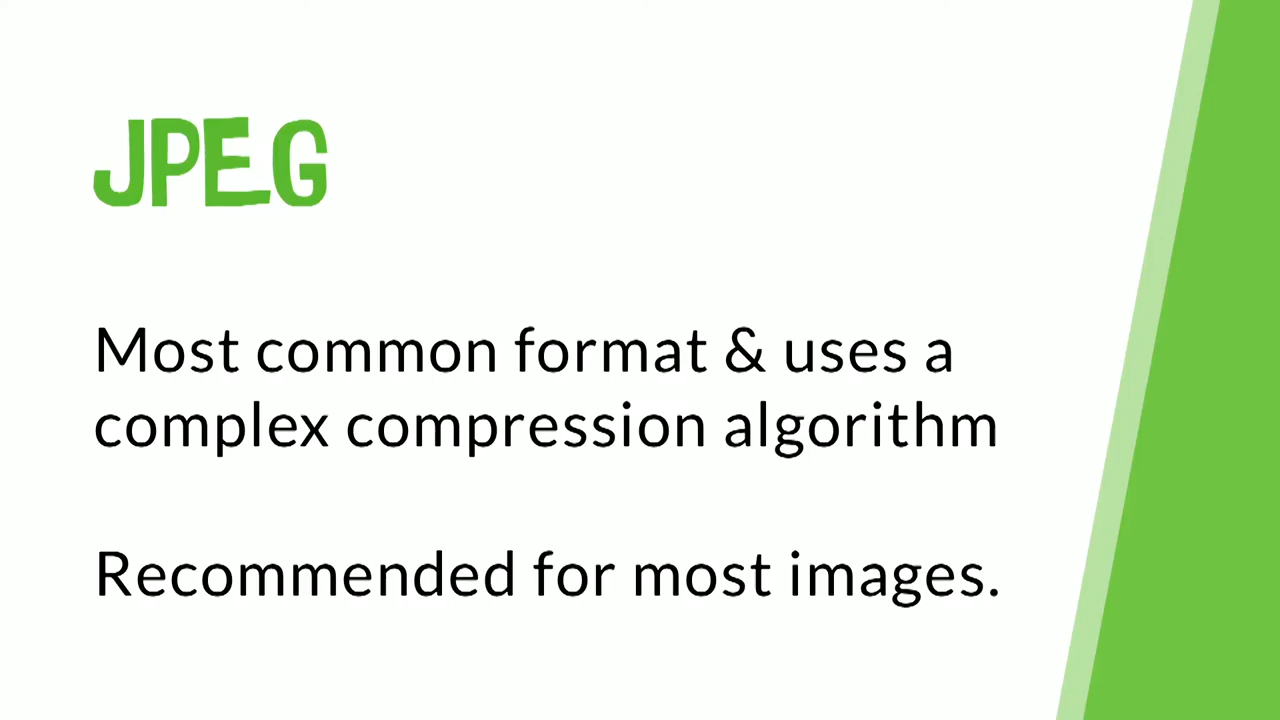 JPEG
Most common format & uses a
complex compression algorithm
Recommended for most images.